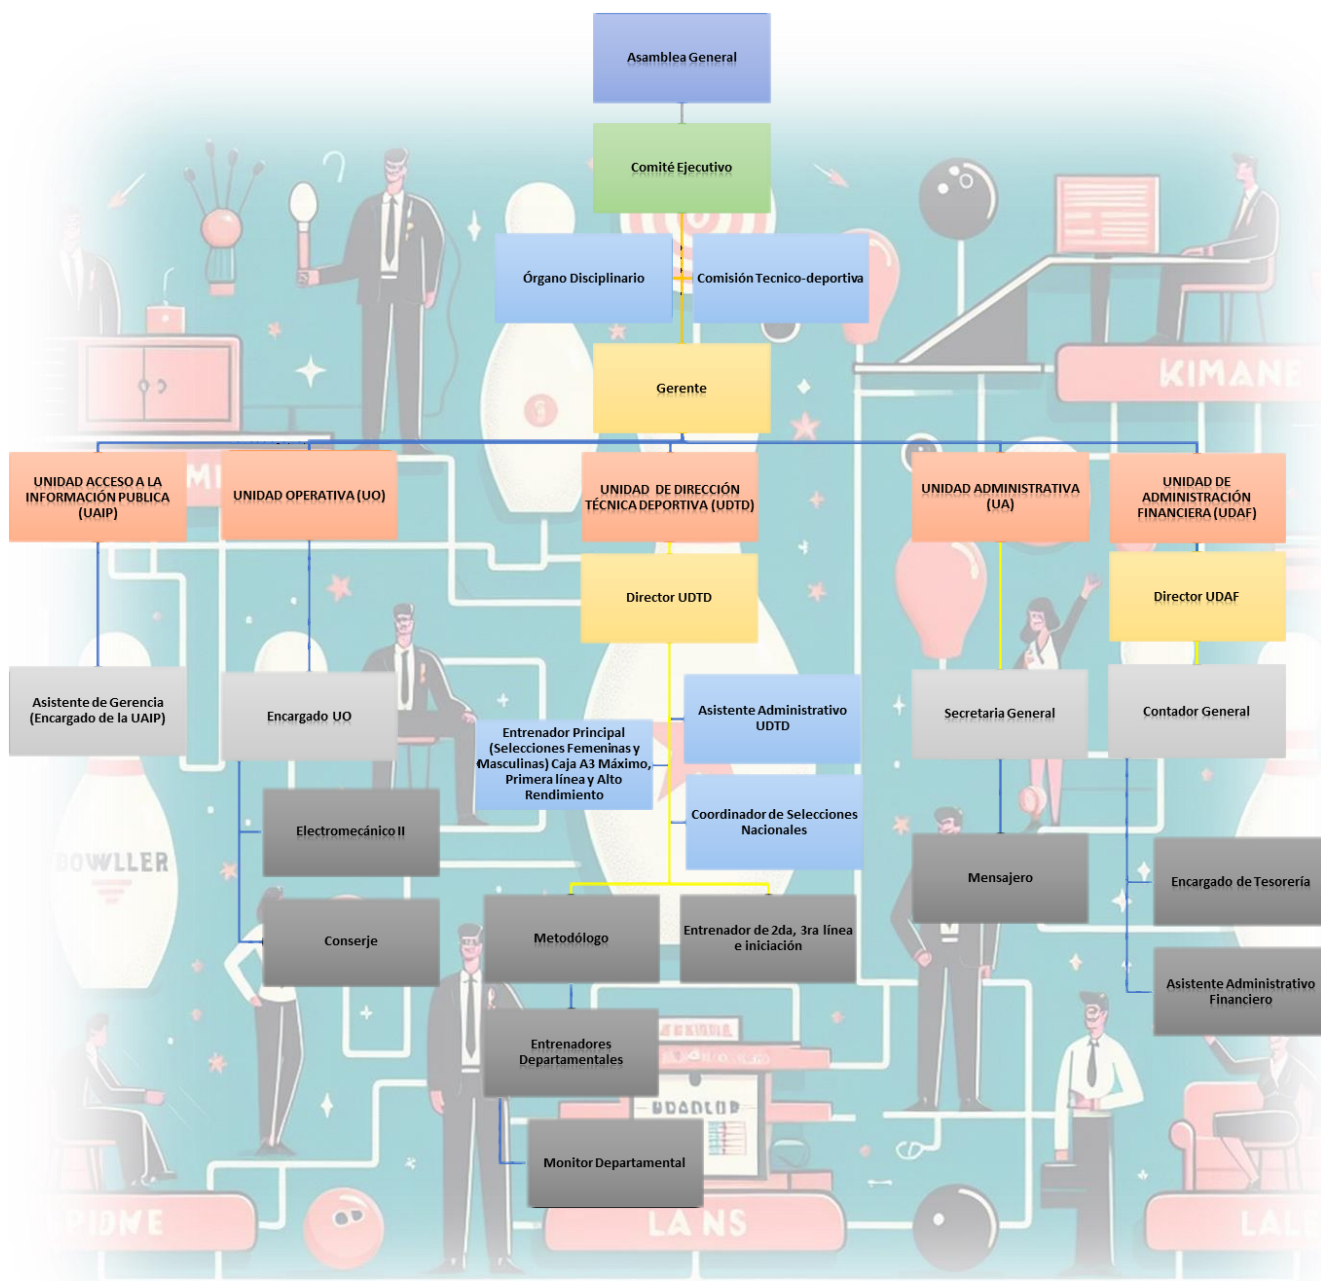 Asamblea General
Comité Ejecutivo
Órgano Disciplinario
Comisión Tecnico-deportiva
KIMANE
Gerente
UNIDAD ACCESO A LA
INFORMACIÓN PUBLICA
(UAIP)
UNIDAD OPERATIVA (UO)
UNIDAD DE DIRECCIÓN
TÉCNICA DEPORTIVA (UDTD)
UNIDAD ADMINISTRATIVA
(UA)
UNIDAD DE
ADMINISTRACIÓN
FINANCIERA (UDAF)
Director UDTD
Director UDAF
Asistente de Gerencia
(Encargado de la UAIP)
Encargado UO
Asistente Administrativo
UDTD
Secretaria General
Contador General
Entrenador Principal
(Selecciones Femeninas y
Masculinas) Caja A3 Máximo,
Primera línea y Alto
Rendimiento
Coordinador de Selecciones
Nacionales
Electromecánico II
BOWLLER
Mensajero
Encargado de Tesorería
Conserje
Metodólogo
Entrenador de 2da, 3ra línea
e iniciación
Asistente Administrativo
Financiero
Entrenadores
Departamentales
Monitor Departamental
LANS
LALE